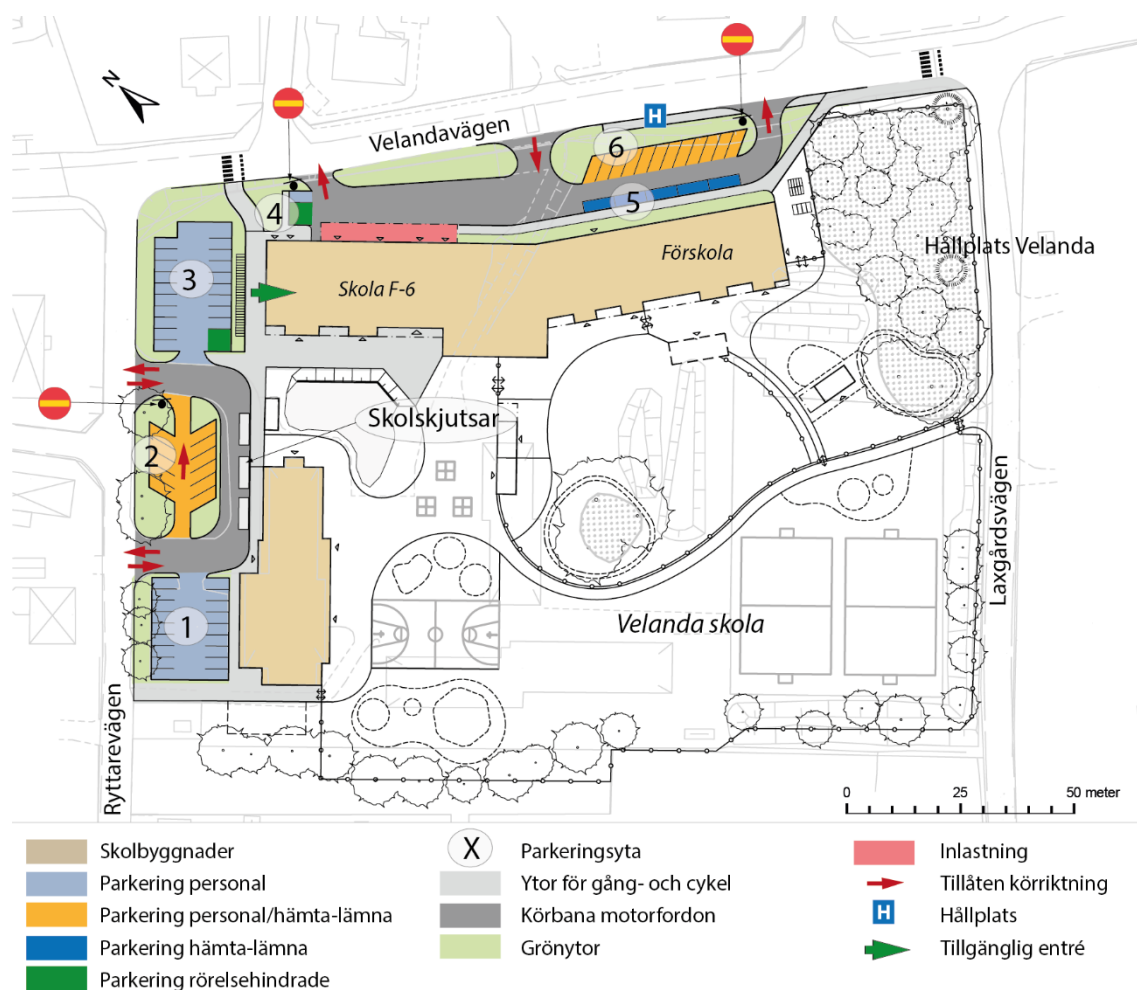 N
Velandavägen
H
6
5
4
3
Förskola
Hållplats Velanda
Skola F-6
Skolskjutsar
2
1
Velanda skola
Laxgårdsvägen
Ryttarevägen
0 25 50 meter
Skolbyggnader
Parkering personal
Parkering personal/hämta-lämna
Parkering hämta-lämna
Parkering rörelsehindrade
X Parkeringsyta
Ytor för gång- och cykel
Körbana motorfordon
Grönytor
Inlastning
Tillåten körriktning
H Hållplats
Tillgänglig entré